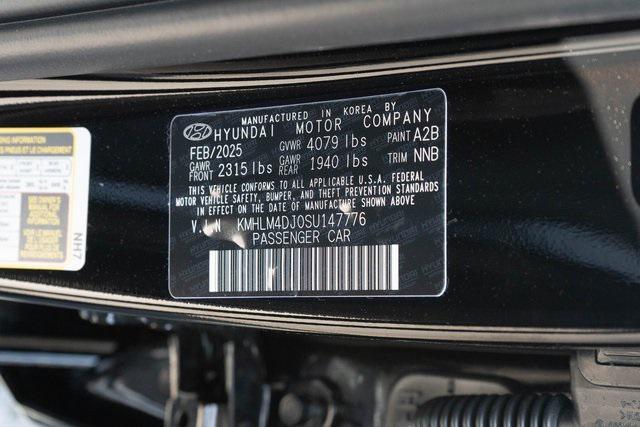 MANUFACTURED IN KOREA BY
HYUNDAI MOTOR COMPANY
FEB/2025 GVWR 4079 lbs PAINT A2B
GAWR FRONT 2315 lbs GAWR REAR 1940 lbs TRIM NNB
THIS VEHICLE CONFORMS TO ALL APPLICABLE U.S.A. FEDERAL
MOTOR VEHICLE SAFETY, BUMPER, AND THEFT PREVENTION STANDARDS
IN EFFECT ON THE DATE OF MANUFACTURE SHOWN ABOVE.
V.I.N KMHLM4DJ0SU147776
PASSENGER CAR
NH7